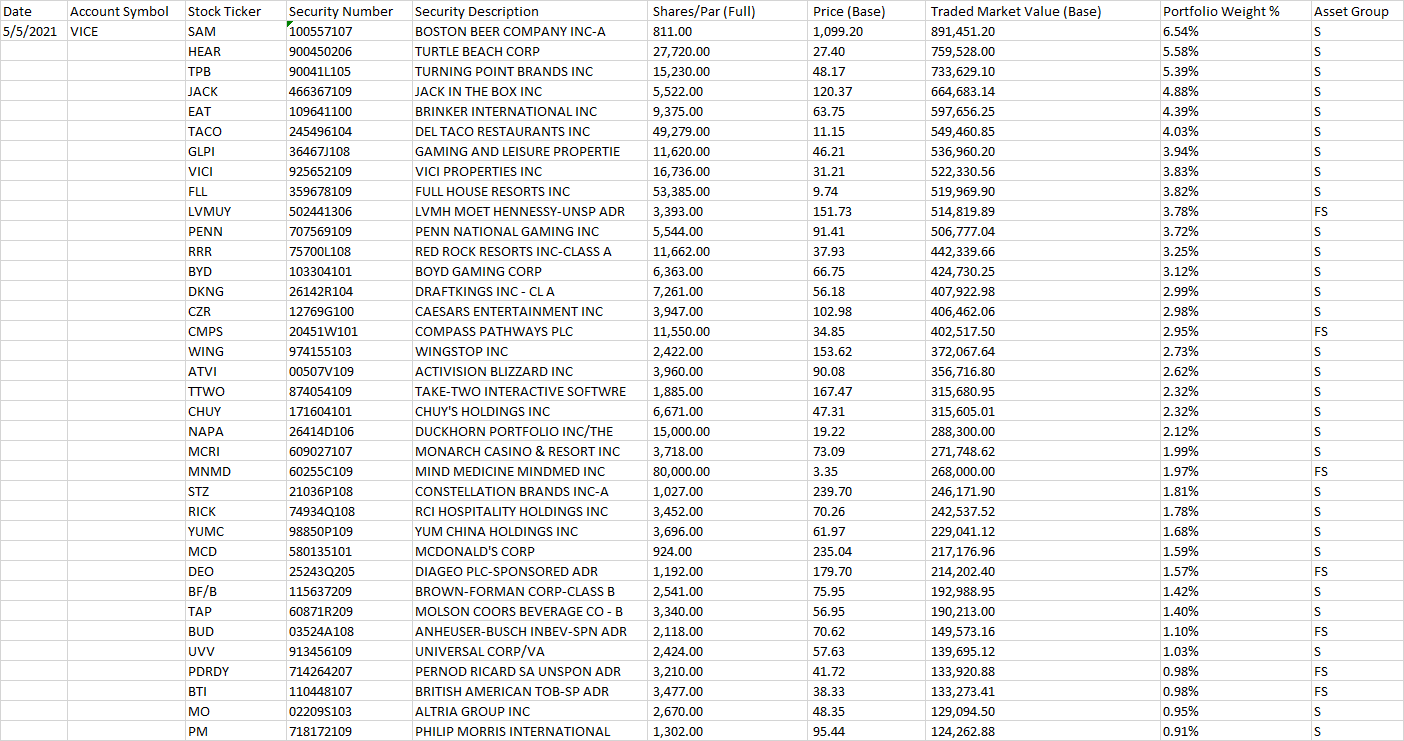 Date Account Symbol Stock Ticker Security Number Security Description Shares/Par (Full) Price (Base) Traded Market Value (Base) Portfolio Weight % Asset Group
5/5/2021 VICE SAM 100557107 BOSTON BEER COMPANY INC-A 811.00 1,099.20 891,451.20 6.54% S
HEAR 900450206 TURTLE BEACH CORP 27,720.00 27.40 759,528.00 5.58% S
TPB 90041L105 TURNING POINT BRANDS INC 15,230.00 48.17 733,629.10 5.39% S
JACK 466367109 JACK IN THE BOX INC 5,522.00 120.37 664,683.14 4.88% S
EAT 109641100 BRINKER INTERNATIONAL INC 9,375.00 63.75 597,656.25 4.39% S
TACO 245496104 DEL TACO RESTAURANTS INC 49,279.00 11.15 549,460.85 4.03% S
GLPI 36467J108 GAMING AND LEISURE PROPERTIE 11,620.00 46.21 536,960.20 3.94% S
VICI 925652109 VICI PROPERTIES INC 16,736.00 31.21 522,330.56 3.83% S
FLL 359678109 FULL HOUSE RESORTS INC 53,385.00 9.74 519,969.90 3.82% S
LVMUY 502441306 LVMH MOET HENNESSY-UNSP ADR 3,393.00 151.73 514,819.89 3.78% FS
PENN 707569109 PENN NATIONAL GAMING INC 5,544.00 91.41 506,777.04 3.72% S
RRR 75700L108 RED ROCK RESORTS INC-CLASS A 11,662.00 37.93 442,339.66 3.25% S
BYD 103304101 BOYD GAMING CORP 6,363.00 66.75 424,730.25 3.12% S
DKNG 26142R104 DRAFTKINGS INC - CL A 7,261.00 56.18 407,922.98 2.99% S
CZR 12769G100 CAESARS ENTERTAINMENT INC 3,947.00 102.98 406,462.06 2.98% S
CMPS 20451W101 COMPASS PATHWAYS PLC 11,550.00 34.85 402,517.50 2.95% FS
WING 974155103 WINGSTOP INC 2,422.00 153.62 372,067.64 2.73% S
ATVI 00507V109 ACTIVISION BLIZZARD INC 3,960.00 90.08 356,716.80 2.62% S
TTWO 874054109 TAKE-TWO INTERACTIVE SOFTWRE 1,885.00 167.47 315,680.95 2.32% S
CHUY 171604101 CHUY'S HOLDINGS INC 6,671.00 47.31 315,605.01 2.32% S
NAPA 26414D106 DUCKHORN PORTFOLIO INC/THE 15,000.00 19.22 288,300.00 2.12% S
MCRI 609027107 MONARCH CASINO & RESORT INC 3,718.00 73.09 271,748.62 1.99% S
MNMD 60255C109 MIND MEDICINE MINDMED INC 80,000.00 3.35 268,000.00 1.97% FS
STZ 21036P108 CONSTELLATION BRANDS INC-A 1,027.00 239.70 246,171.90 1.81% S
RICK 74934Q108 RCI HOSPITALITY HOLDINGS INC 3,452.00 70.26 242,537.52 1.78% S
YUMC 98850P109 YUM CHINA HOLDINGS INC 3,696.00 61.97 229,041.12 1.68% S
MCD 580135101 MCDONALD'S CORP 924.00 235.04 217,176.96 1.59% S
DEO 25243Q205 DIAGEO PLC-SPONSORED ADR 1,192.00 179.70 214,202.40 1.57% FS
BF/B 115637209 BROWN-FORMAN CORP-CLASS B 2,541.00 75.95 192,988.95 1.42% S
TAP 60871R209 MOLSON COORS BEVERAGE CO - B 3,340.00 56.95 190,213.00 1.40% S
BUD 03524A108 ANHEUSER-BUSCH INBEV-SPN ADR 2,118.00 70.62 149,573.16 1.10% FS
UVV 913456109 UNIVERSAL CORP/VA 2,424.00 57.63 139,695.12 1.03% S
PDRDY 714264207 PERNOD RICARD SA UNSPON ADR 3,210.00 41.72 133,920.88 0.98% FS
BTI 110448107 BRITISH AMERICAN TOB-SP ADR 3,477.00 38.33 133,273.41 0.98% FS
MO 02209S103 ALTRIA GROUP INC 2,670.00 48.35 129,094.50 0.95% S
PM 718172109 PHILIP MORRIS INTERNATIONAL 1,302.00 95.44 124,262.88 0.91% S